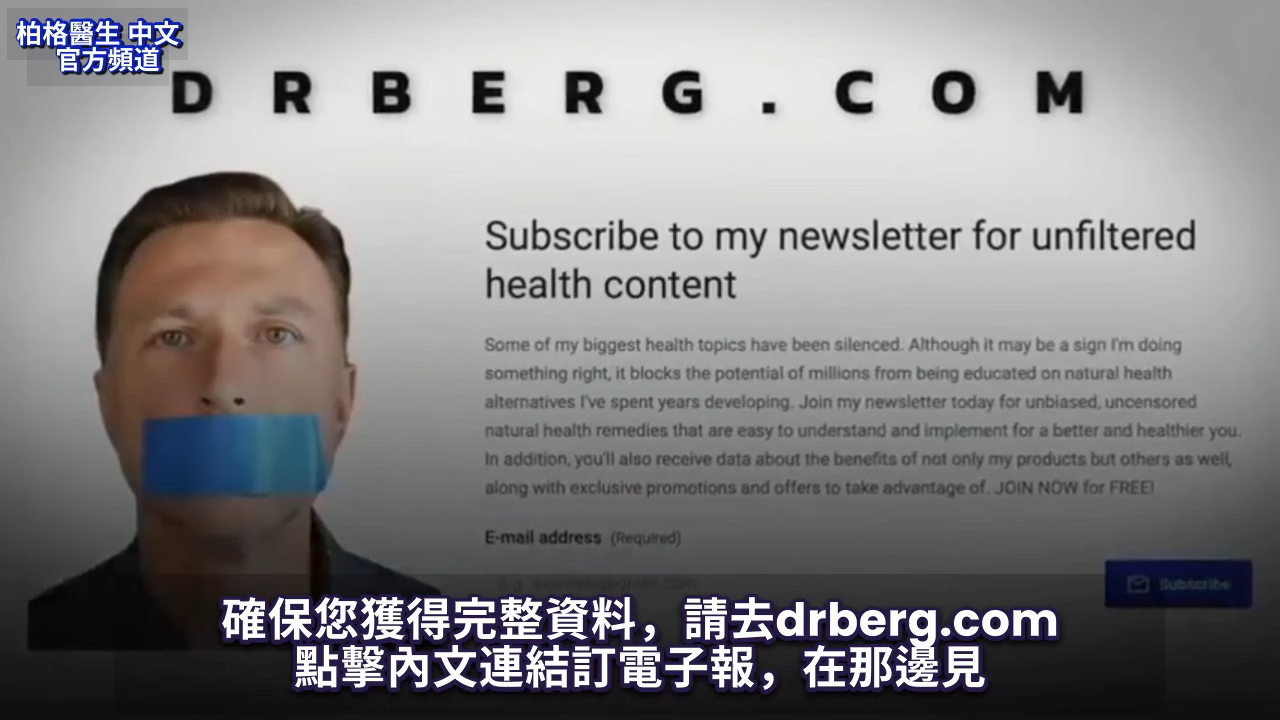 柏格醫生 中文
官方頻道
DRBERG.COM
Subscribe to my newsletter for unfiltered
health content
Some of my biggest health topics have been silenced. Although it may be a sign I'm doing
something right, it blocks the potential of millions from being educated on natural health
alternatives I've spent years developing. Join my newsletter today for unbiased, uncensored
natural health remedies that are easy to understand and implement for a better and healthier you.
In addition, you'll also receive data about the benefits of not only my products but others as well,
along with exclusive promotions and offers to take advantage of. JOIN NOW for FREE!
E-mail address (Required)
Subscribe
確保您獲得完整資料，請去drberg.com
點擊內文連結訂電子報，在那邊見